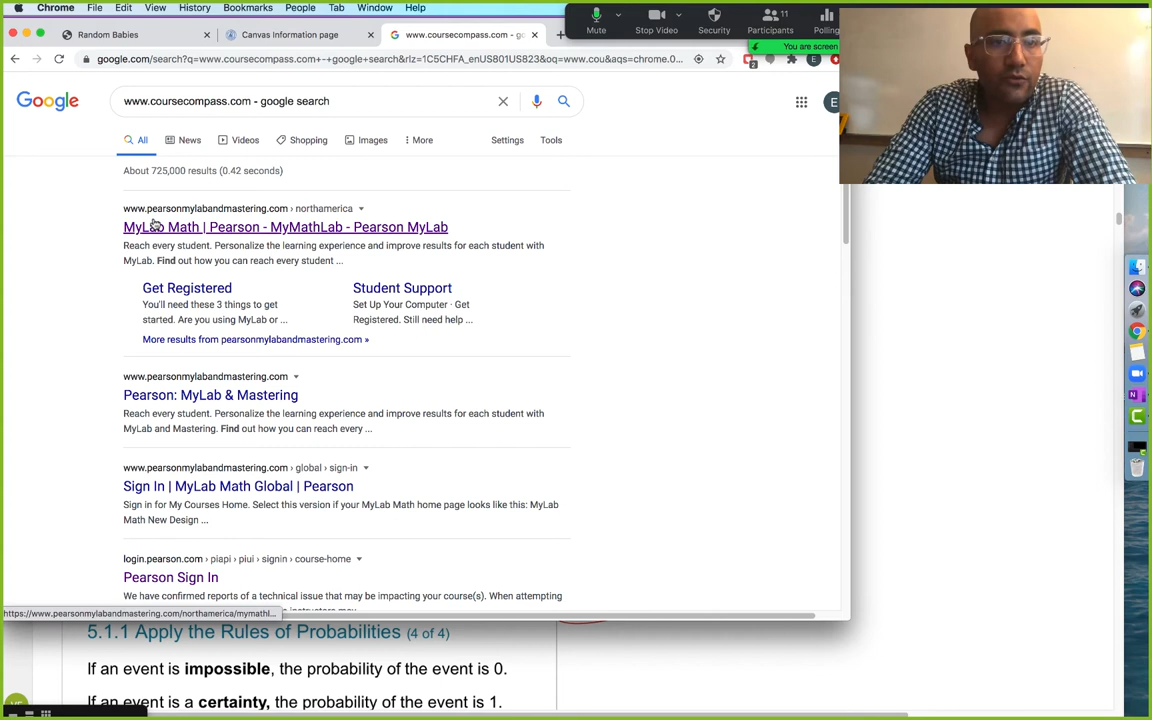 Chrome File Edit View History Bookmarks People Tab Window Help
Mute Stop Video Security Participants 11 Polling
You are screen
Random Babies Canvas Information page www.coursecompass.com - go
google.com/search?q=www.coursecompass.com+-+google+search&rlz=1C5CHFA_enUS801US823&oq=www.cou&aqs=chrome.0...
Google www.coursecompass.com - google search
E
All News Videos Shopping Images More Settings Tools
About 725,000 results (0.42 seconds)
www.pearsonmylabandmastering.com › northamerica
MyLab Math | Pearson - MyMathLab - Pearson MyLab
Reach every student. Personalize the learning experience and improve results for each student with
MyLab. Find out how you can reach every student ...
Get Registered Student Support
You'll need these 3 things to get Set Up Your Computer · Get
started. Are you using MyLab or ... Registered. Still need help ...
More results from pearsonmylabandmastering.com »
www.pearsonmylabandmastering.com
Pearson: MyLab & Mastering
Reach every student. Personalize the learning experience and improve results for each student with
MyLab and Mastering. Find out how you can reach every ...
www.pearsonmylabandmastering.com › global › sign-in
Sign In | MyLab Math Global | Pearson
Sign in for My Courses Home. Select this version if your MyLab Math home page looks like this: MyLab
Math New Design ...
login.pearson.com › piapi › piui › signin › course-home
Pearson Sign In
We have confirmed reports of a technical issue that may be impacting your course(s). When attempting
https://www.pearsonmylabandmastering.com/northamerica/mymathl...
5.1.1 Apply the Rules of Probabilities (4 of 4)
If an event is impossible, the probability of the event is 0.
If an event is a certainty, the probability of the event is 1.